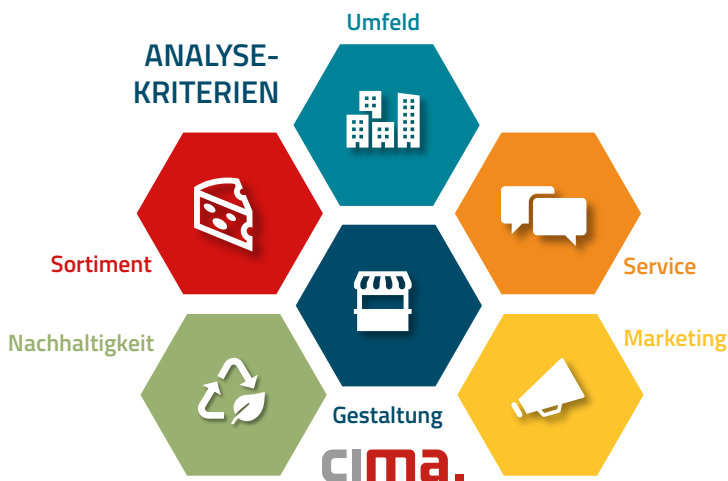 Umfeld
ANALYSE-
KRITERIEN
Sortiment
Service
Nachhaltigkeit
Marketing
Gestaltung
cima.